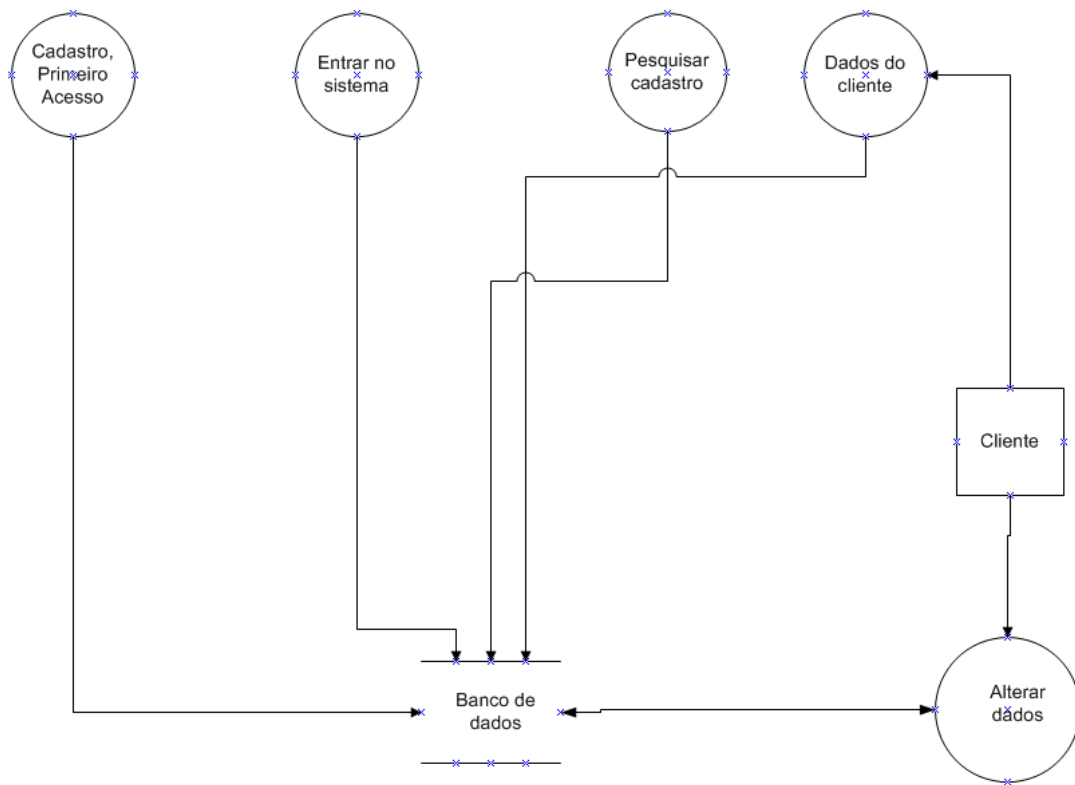 Cadastro,
Primeiro
Acesso
Entrar no
sistema
Pesquisar
cadastro
Dados do
cliente
Cliente
Banco de
dados
Alterar
dados